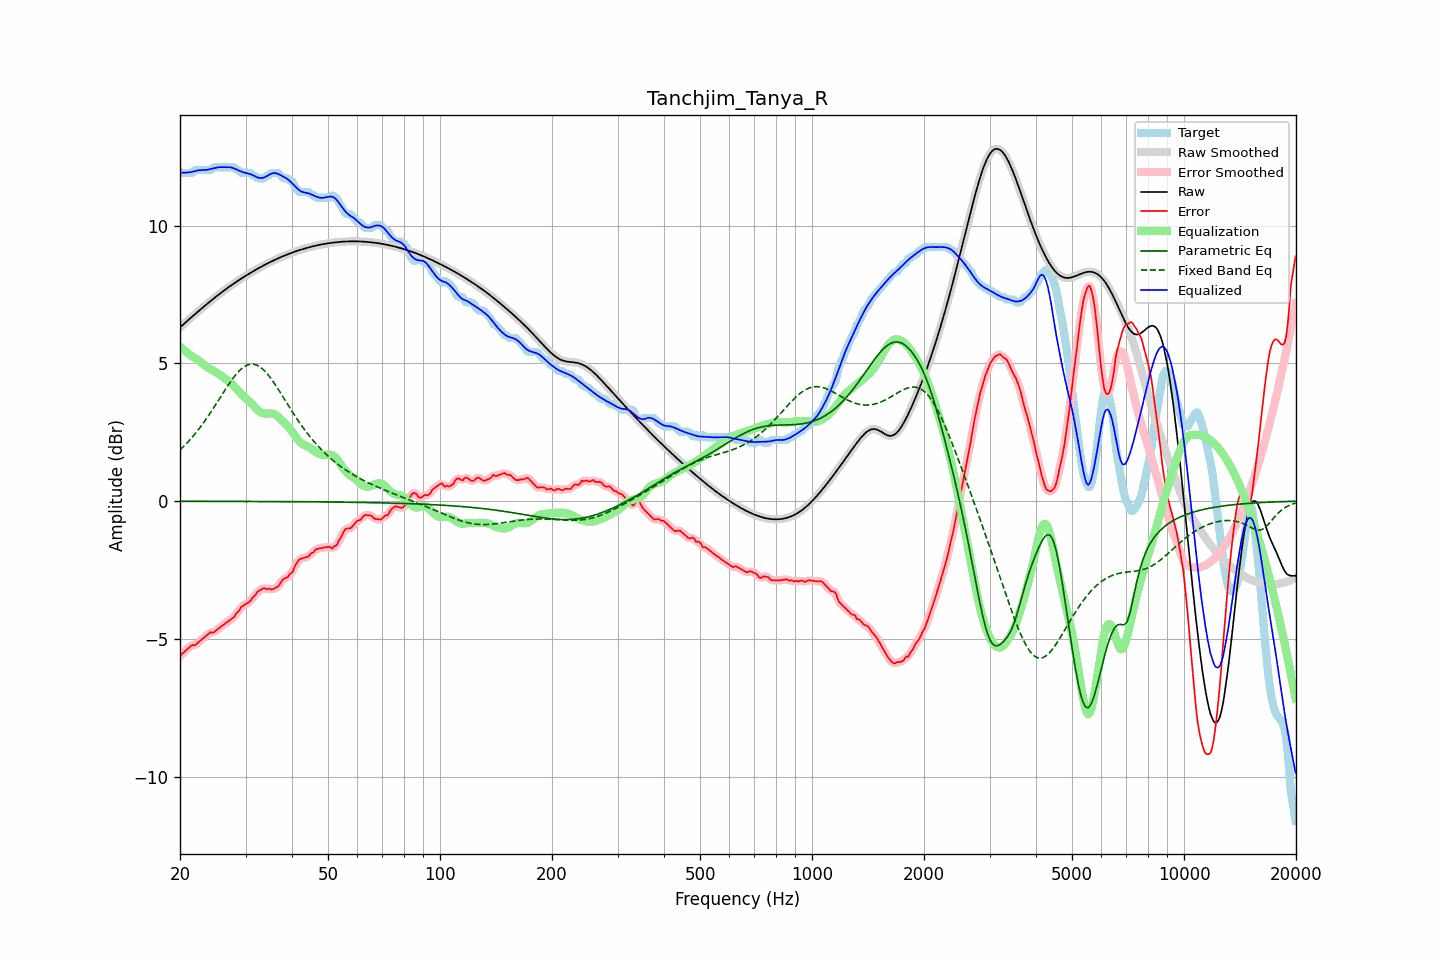 Tanchjim_Tanya_R
Target
Raw Smoothed
Error Smoothed
Raw
Error
Equalization
Parametric Eq
Fixed Band Eq
Equalized
Amplitude (dBr)
10
5
0
−5
−10
20
50
100
200
500
1000
2000
5000
10000
20000
Frequency (Hz)